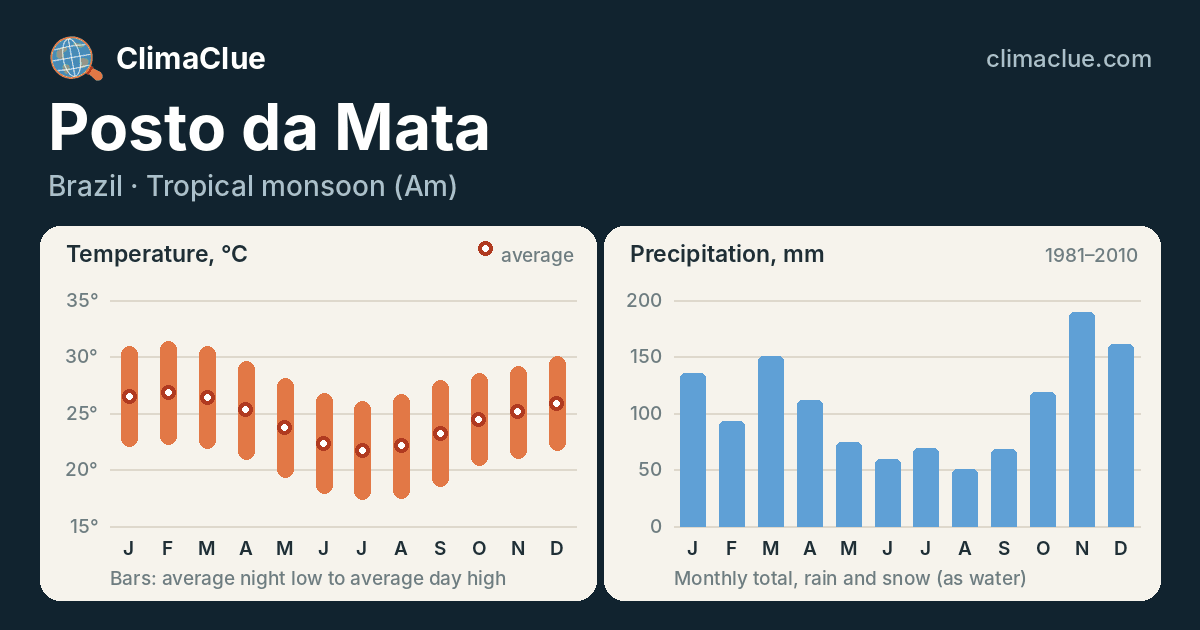 ClimaClue
climaclue.com
Posto da Mata
Brazil · Tropical monsoon (Am)
Temperature, °C
average
35°
30°
25°
20°
15°
J F M A M J J A S O N D
Bars: average night low to average day high
Precipitation, mm
1981–2010
200
150
100
50
0
J F M A M J J A S O N D
Monthly total, rain and snow (as water)